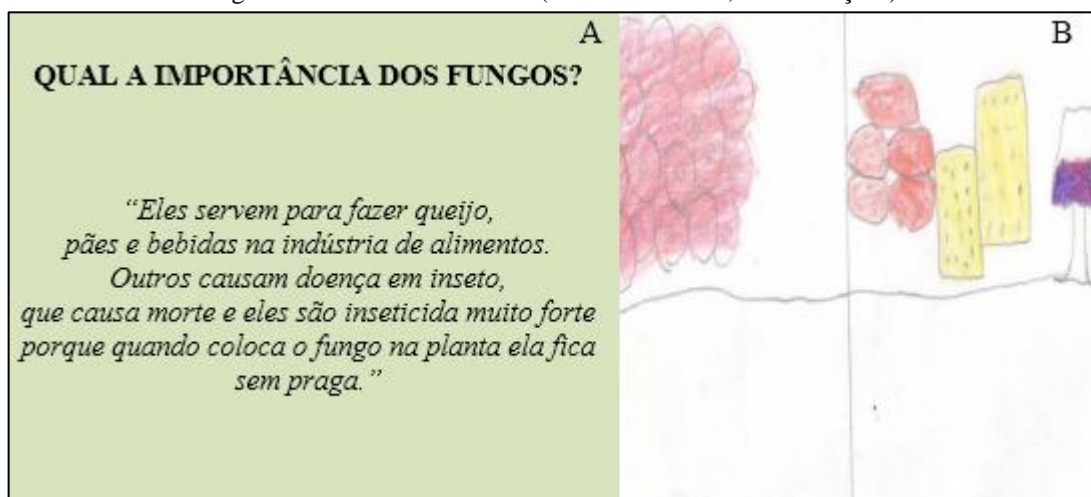 A
QUAL A IMPORTÂNCIA DOS FUNGOS?
“Eles servem para fazer queijo,
pães e bebidas na indústria de alimentos.
Outros causam doença em inseto,
que causa morte e eles são inseticida muito forte
porque quando coloca o fungo na planta ela fica
sem praga.”
B